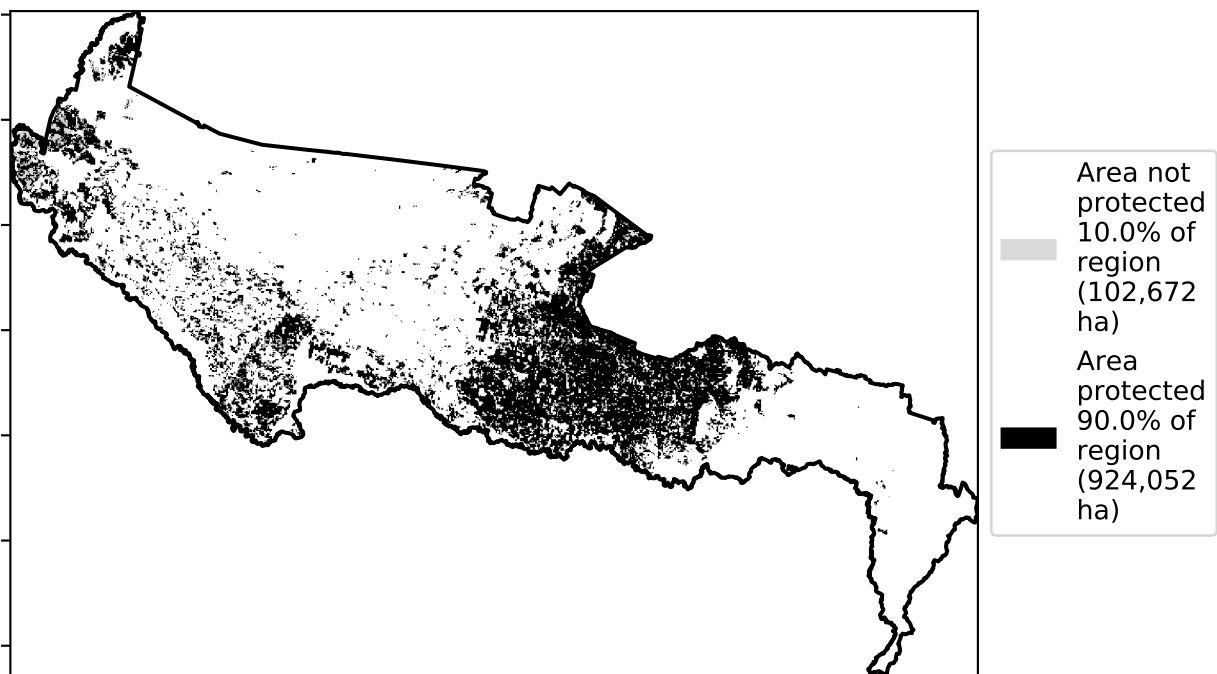 Area not
protected
10.0% of
region
(102,672
ha)
Area
protected
90.0% of
region
(924,052
ha)